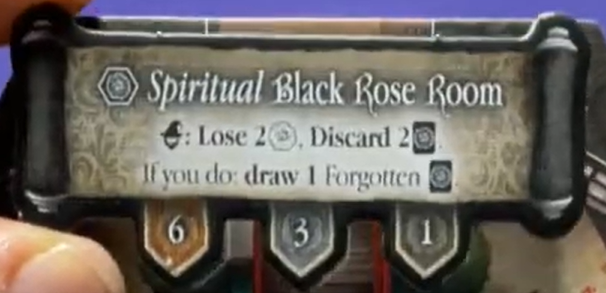 Spiritual Black Rose Room
: Lose 2, Discard 2.
If you do: draw 1 Forgotten.
6 3 1